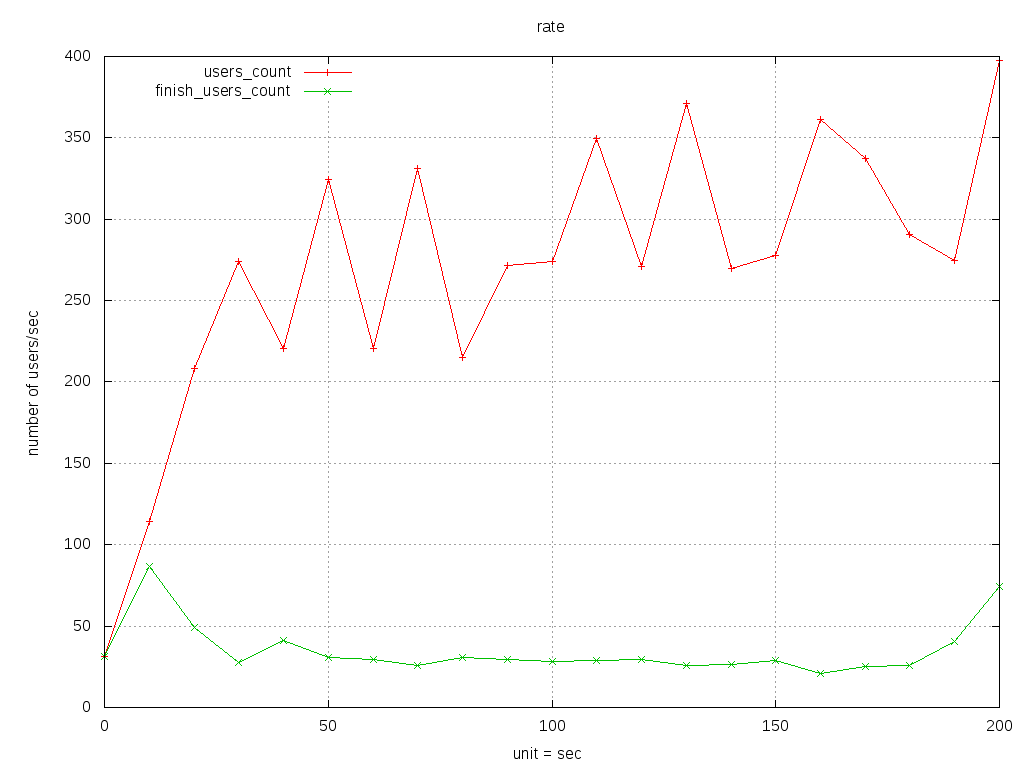 rate
users_count
finish_users_count
400
350
300
250
200
150
100
50
0
number of users/sec
0 50 100 150 200
unit = sec